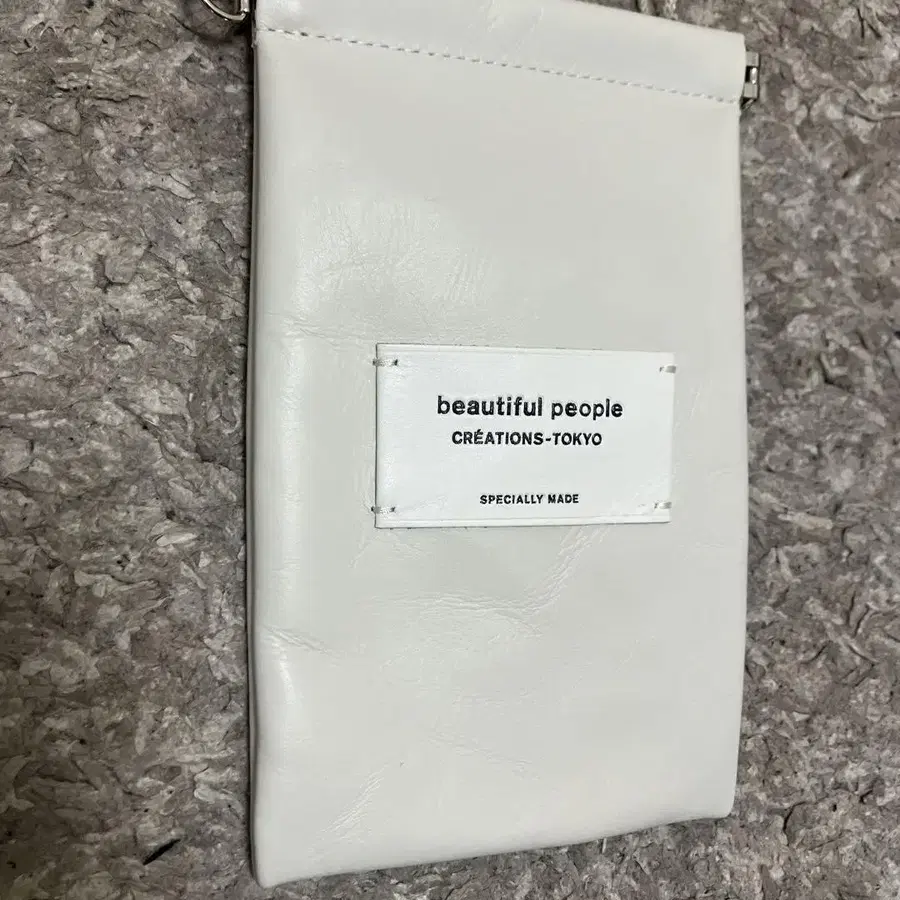 beautiful people
CRÉATIONS-TOKYO
SPECIALLY MADE